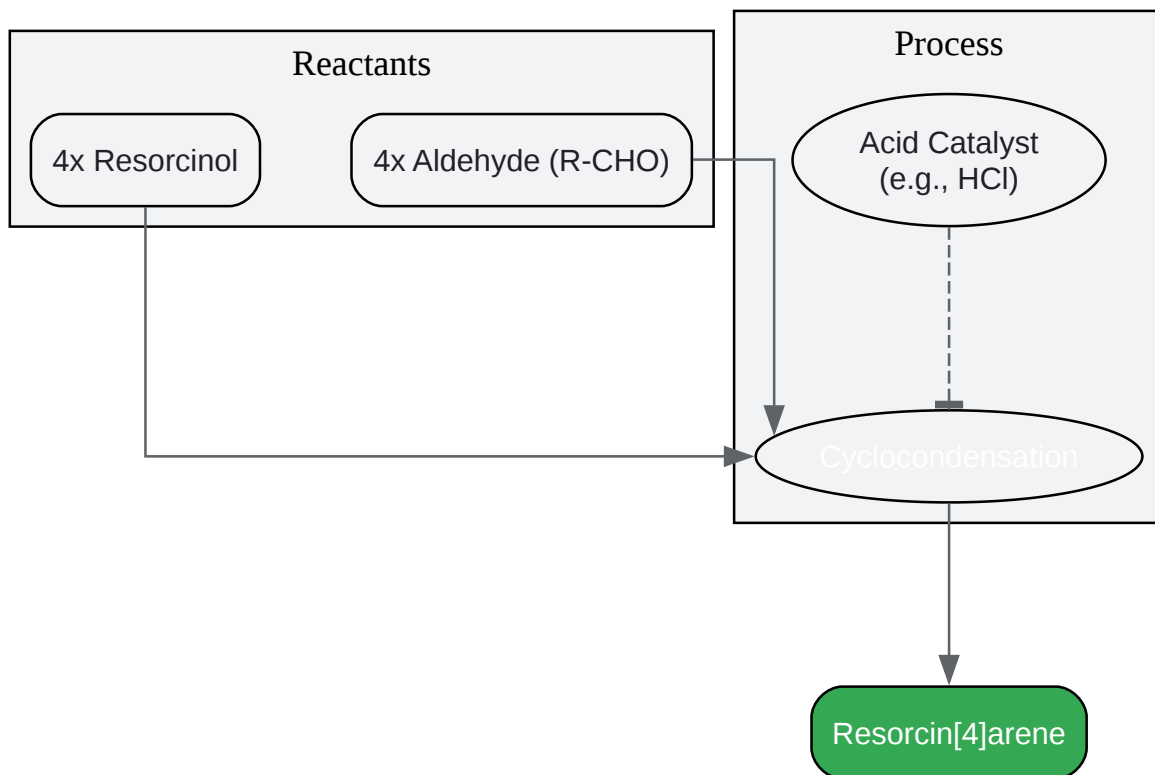 Reactants
4x Resorcinol
4x Aldehyde (R-CHO)
Process
Acid Catalyst
(e.g., HCl)
Cyclocondensation
Resorcin[4]arene